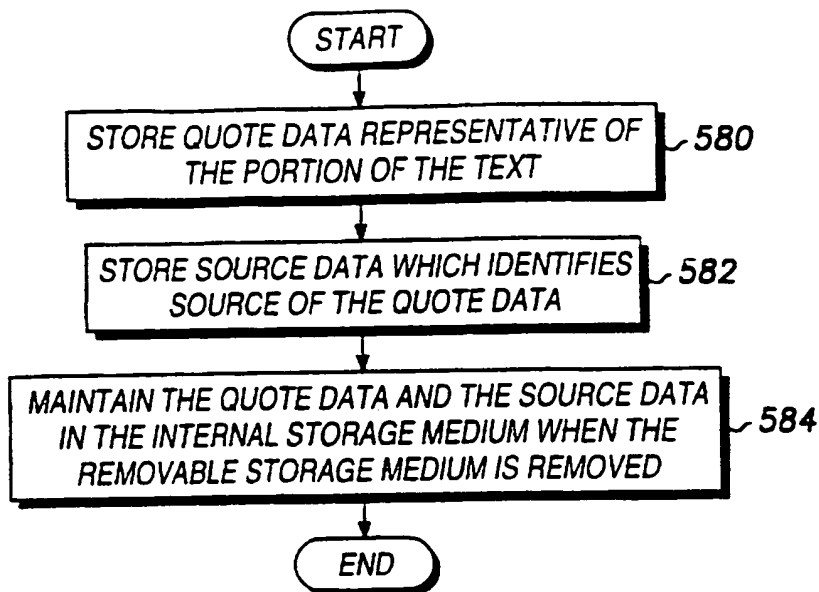 START
STORE QUOTE DATA REPRESENTATIVE OF
THE PORTION OF THE TEXT
580
STORE SOURCE DATA WHICH IDENTIFIES
SOURCE OF THE QUOTE DATA
582
MAINTAIN THE QUOTE DATA AND THE SOURCE DATA
IN THE INTERNAL STORAGE MEDIUM WHEN THE
REMOVABLE STORAGE MEDIUM IS REMOVED
584
END